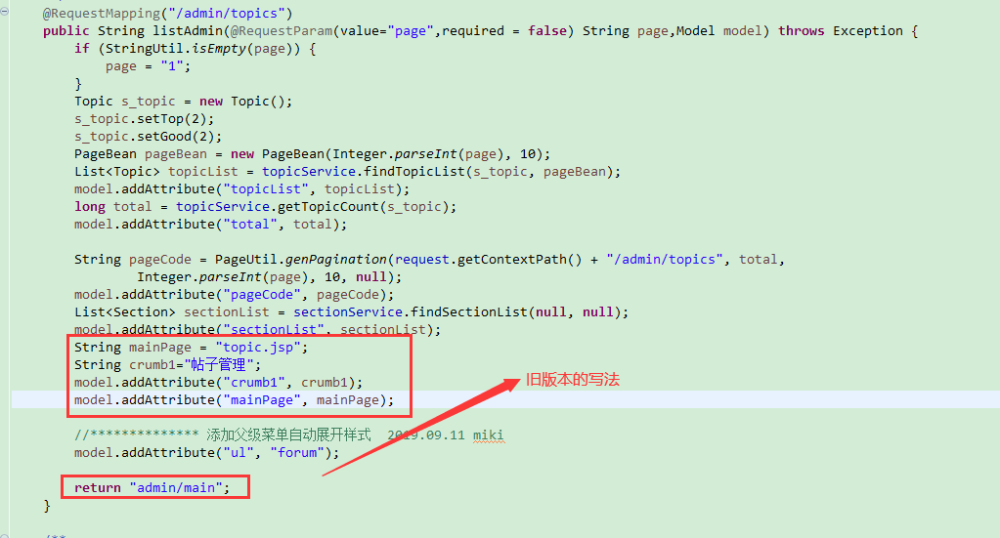 @RequestMapping("/admin/topics")
public String listAdmin(@RequestParam(value="page",required = false) String page,Model model) throws Exception {
if (StringUtil.isEmpty(page)) {
page = "1";
}
Topic s_topic = new Topic();
s_topic.setTop(2);
s_topic.setGood(2);
PageBean pageBean = new PageBean(Integer.parseInt(page), 10);
List<Topic> topicList = topicService.findTopicList(s_topic, pageBean);
model.addAttribute("topicList", topicList);
long total = topicService.getTopicCount(s_topic);
model.addAttribute("total", total);
String pageCode = PageUtil.genPagination(request.getContextPath() + "/admin/topics", total,
Integer.parseInt(page), 10, null);
model.addAttribute("pageCode", pageCode);
List<Section> sectionList = sectionService.findSectionList(null, null);
model.addAttribute("sectionList", sectionList);
String mainPage = "topic.jsp";
String crumb1="帖子管理";
model.addAttribute("crumb1", crumb1);
旧版本的写法
model.addAttribute("mainPage", mainPage);
//************** 添加父级菜单自动展开样式 2019.09.11 miki
model.addAttribute("ul", "forum");
return "admin/main";
}
/**